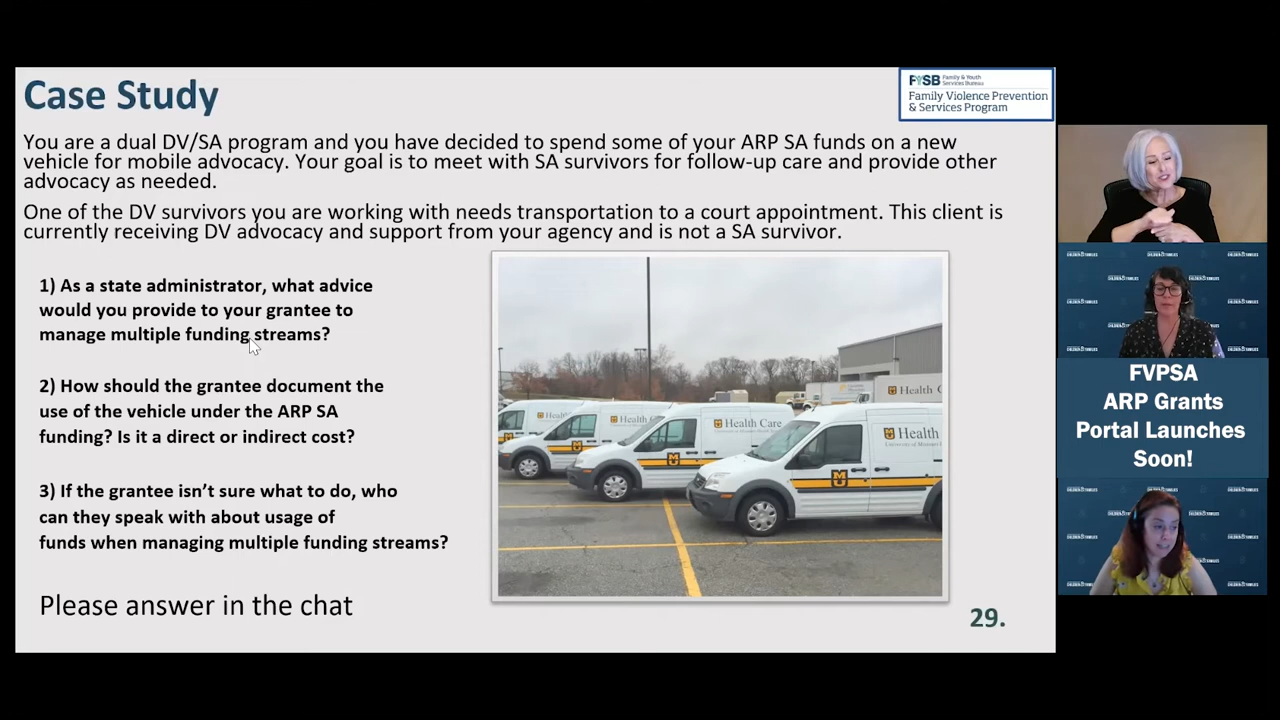 Case Study
FYSB Family & Youth
Services Bureau
Family Violence Prevention
& Services Program
You are a dual DV/SA program and you have decided to spend some of your ARP SA funds on a new
vehicle for mobile advocacy. Your goal is to meet with SA survivors for follow-up care and provide other
advocacy as needed.
One of the DV survivors you are working with needs transportation to a court appointment. This client is
currently receiving DV advocacy and support from your agency and is not a SA survivor.
1) As a state administrator, what advice
would you provide to your grantee to
manage multiple funding streams?
2) How should the grantee document the
use of the vehicle under the ARP SA
funding? Is it a direct or indirect cost?
3) If the grantee isn’t sure what to do, who
can they speak with about usage of
funds when managing multiple funding streams?
Please answer in the chat
Health
Health Care
Health
29.
FVPSA
ARP Grants
Portal Launches
Soon!